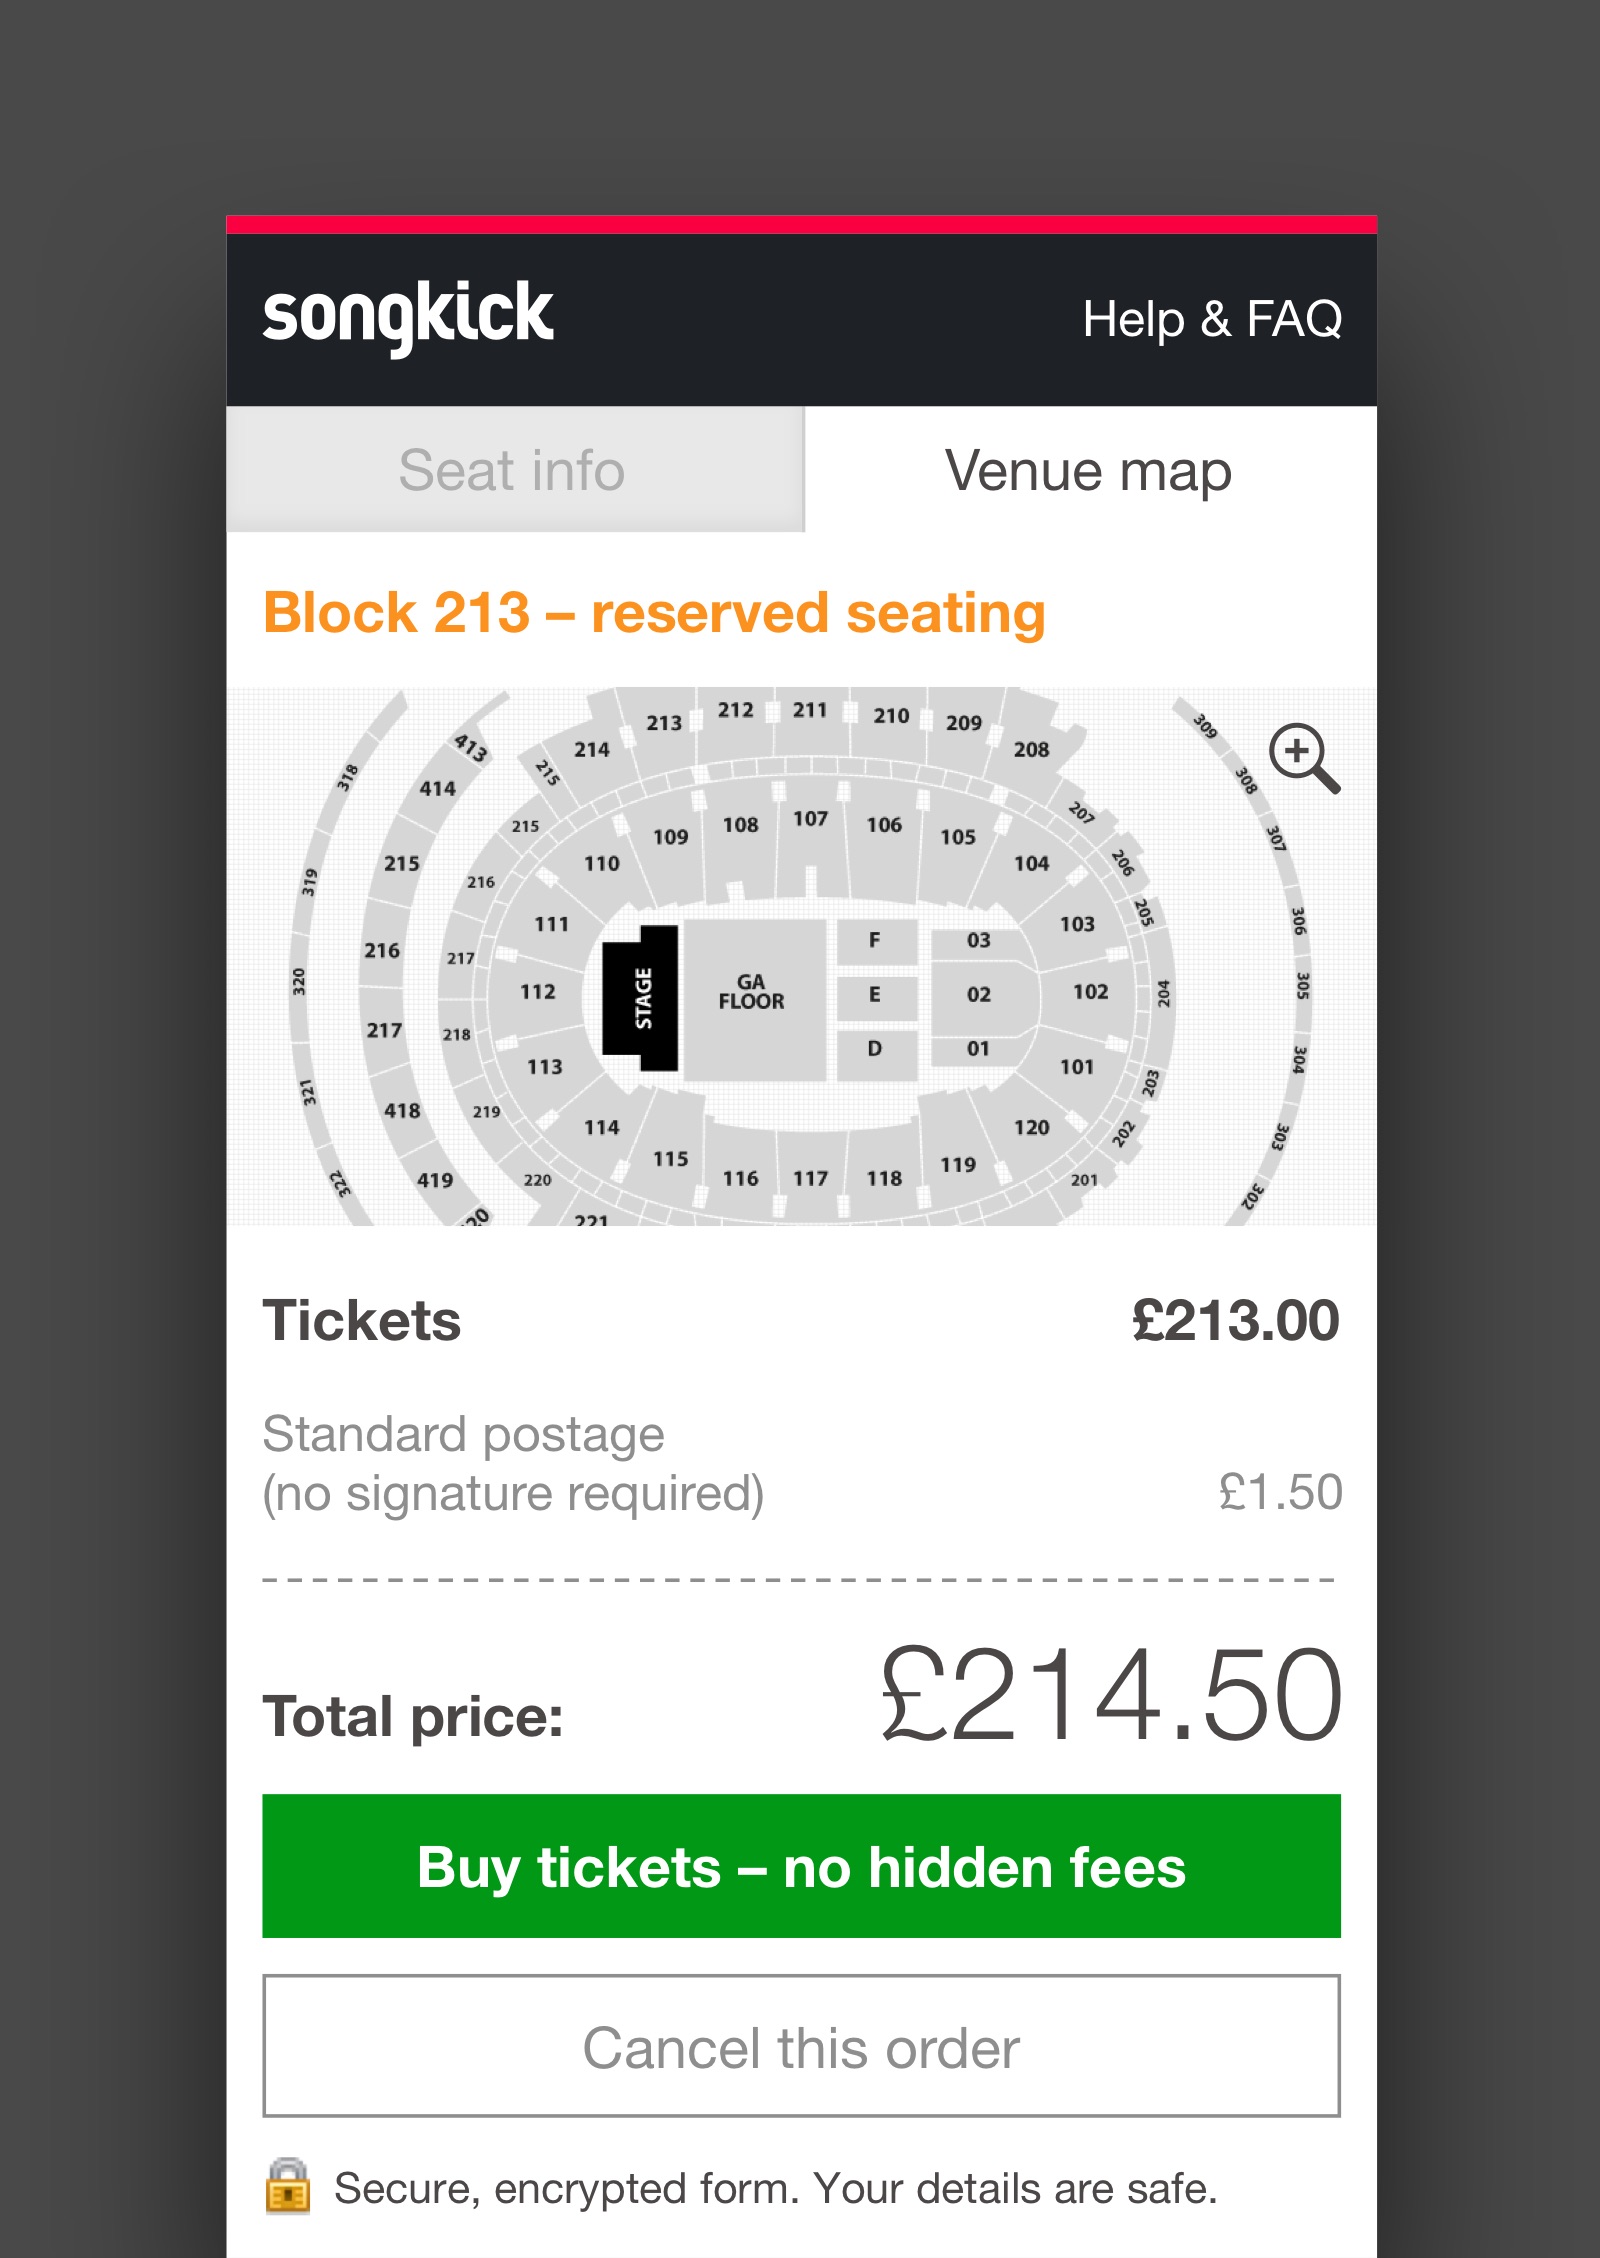 songkick
Help & FAQ
Seat info
Venue map
Block 213 – reserved seating
212 211 210
213 209
214 208
413 215 309
318 414 308
215 109 108 107 106 105 207 307
215 110 104 206
319 216 205
111 103 306
216 217 F 03
320 112 STAGE GA E 02 102 204 305
FLOOR
217 218 D 01 304
113 101
321 418 219 203
114 120 202 303
115 119
322 419 220 116 117 118 201 302
20 221
Tickets £213.00
Standard postage
(no signature required) £1.50
Total price: £214.50
Buy tickets – no hidden fees
Cancel this order
Secure, encrypted form. Your details are safe.